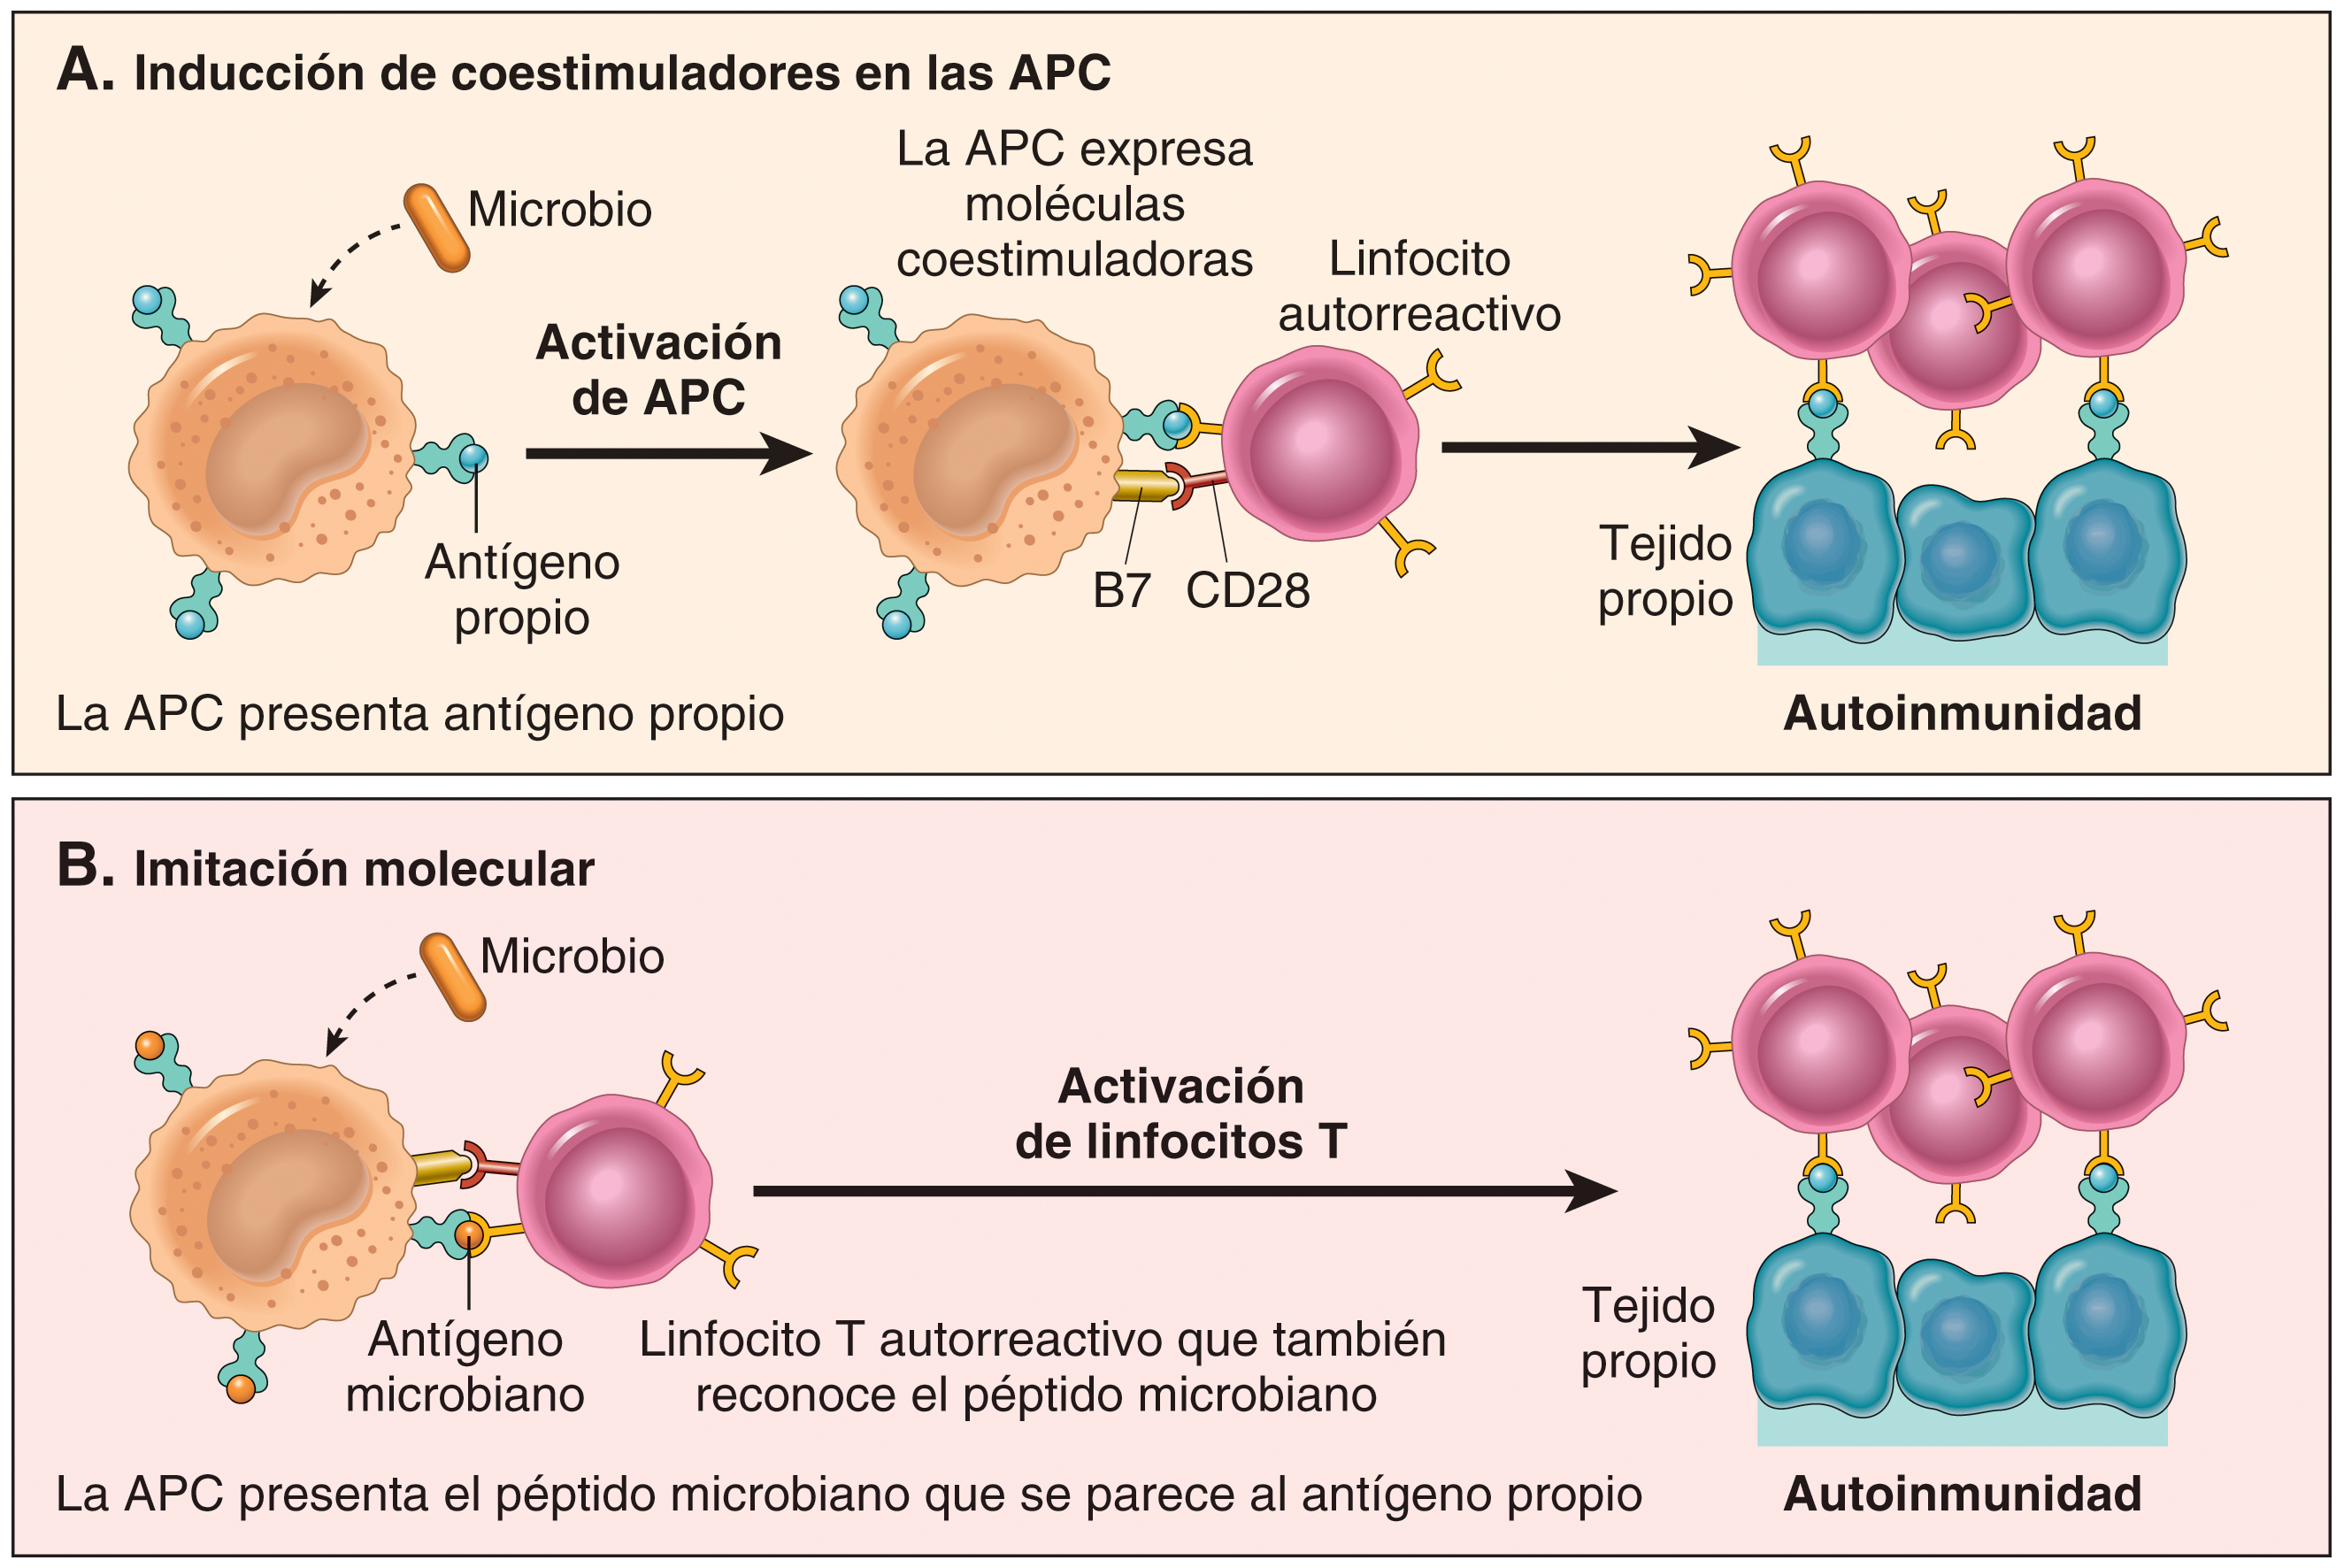 A. Inducción de coestimuladores en las APC
Microbio
La APC expresa
moléculas
coestimuladoras
Linfocito
autorreactivo
Activación
de APC
Antígeno
propio
B7
CD28
Tejido
propio
La APC presenta antígeno propio
Autoinmunidad
B. Imitación molecular
Microbio
Activación
de linfocitos T
Antígeno
microbiano
Linfocito T autorreactivo que también
reconoce el péptido microbiano
Tejido
propio
La APC presenta el péptido microbiano que se parece al antígeno propio
Autoinmunidad